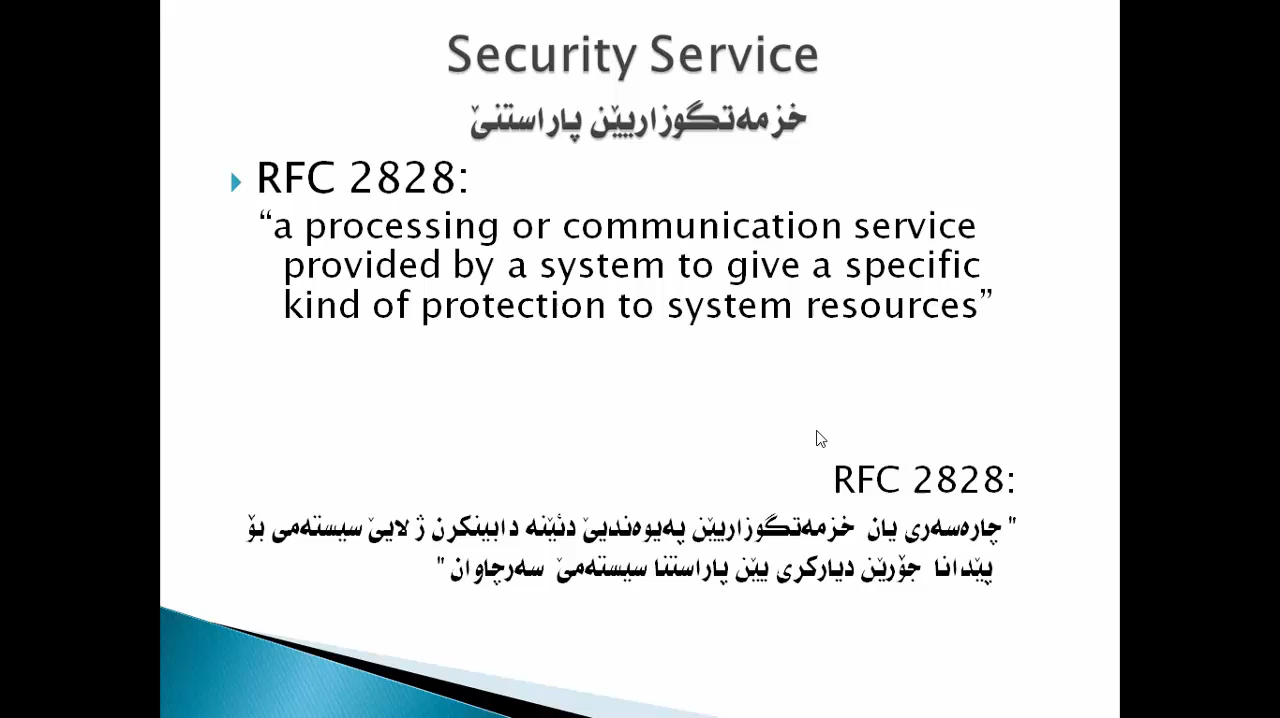 Security Service
خزمەتگوزاریێن پاراستنێ
RFC 2828:
“a processing or communication service
provided by a system to give a specific
kind of protection to system resources”
RFC 2828:
" چارەسەری یان خزمەتگوزاریێن پەیوەندیێ دئێنە دابینکرن ژ لایێ سیستەمی بۆ
پێدانا جۆرێن دیارکری یێن پاراستنا سیستەمێ سەرچاوان "